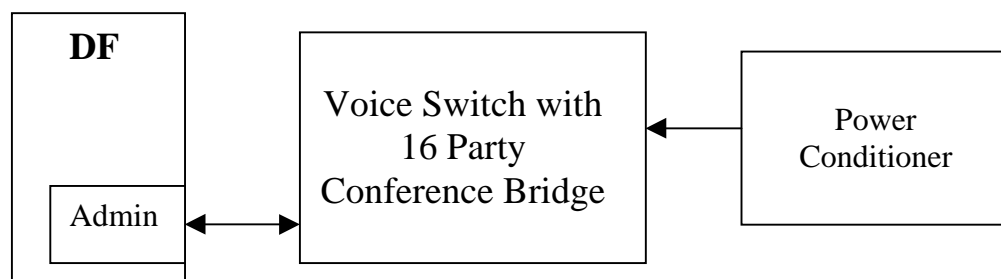 DF
Admin
Voice Switch with
16 Party
Conference Bridge
Power
Conditioner